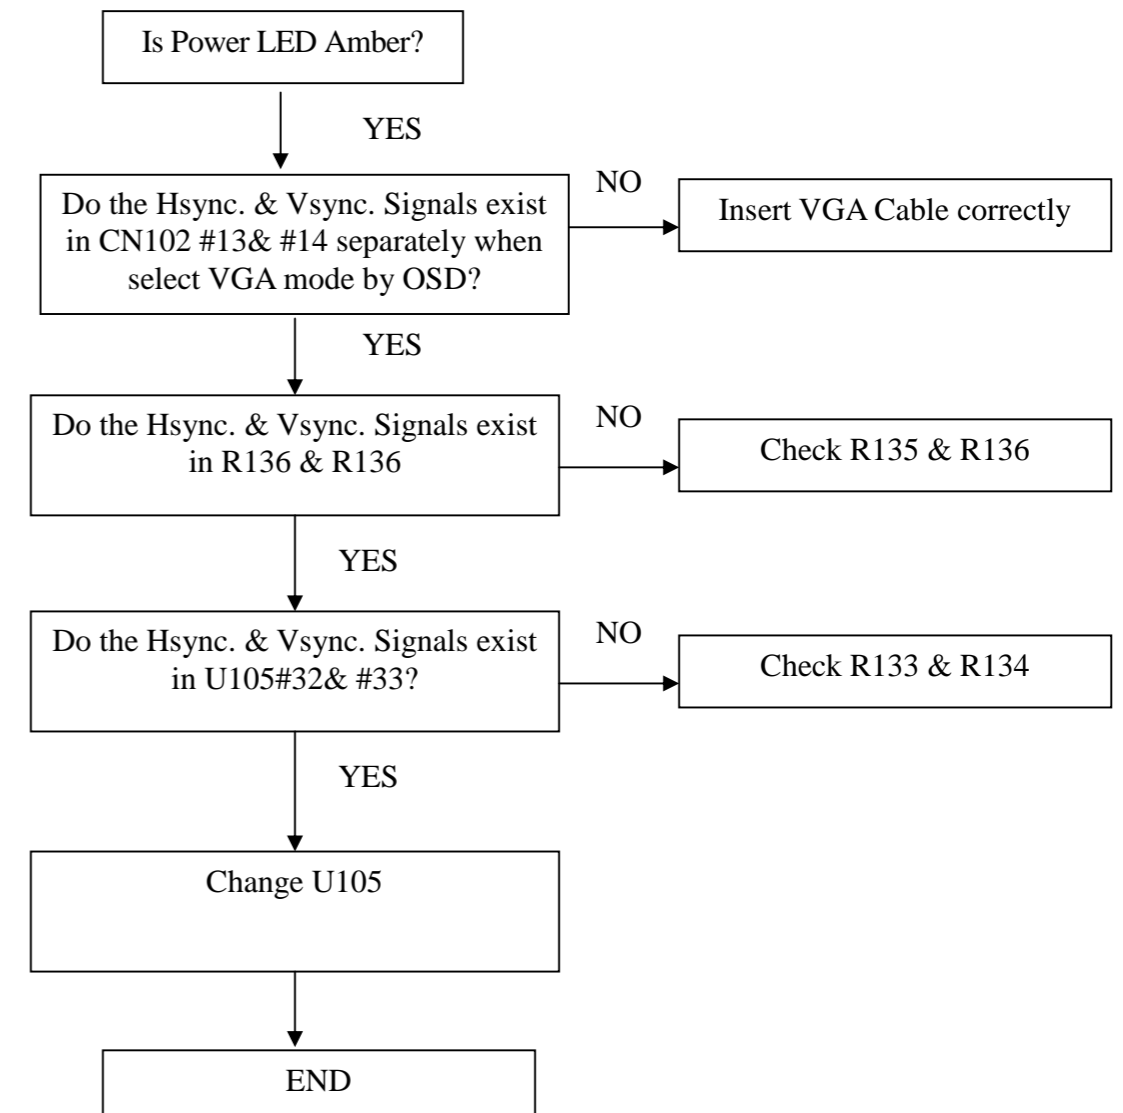 Is Power LED Amber?
YES
Do the Hsync. & Vsync. Signals exist
in CN102 #13& #14 separately when
select VGA mode by OSD?
NO
Insert VGA Cable correctly
YES
Do the Hsync. & Vsync. Signals exist
in R136 & R136
NO
Check R135 & R136
YES
Do the Hsync. & Vsync. Signals exist
in U105#32& #33?
NO
Check R133 & R134
YES
Change U105
END